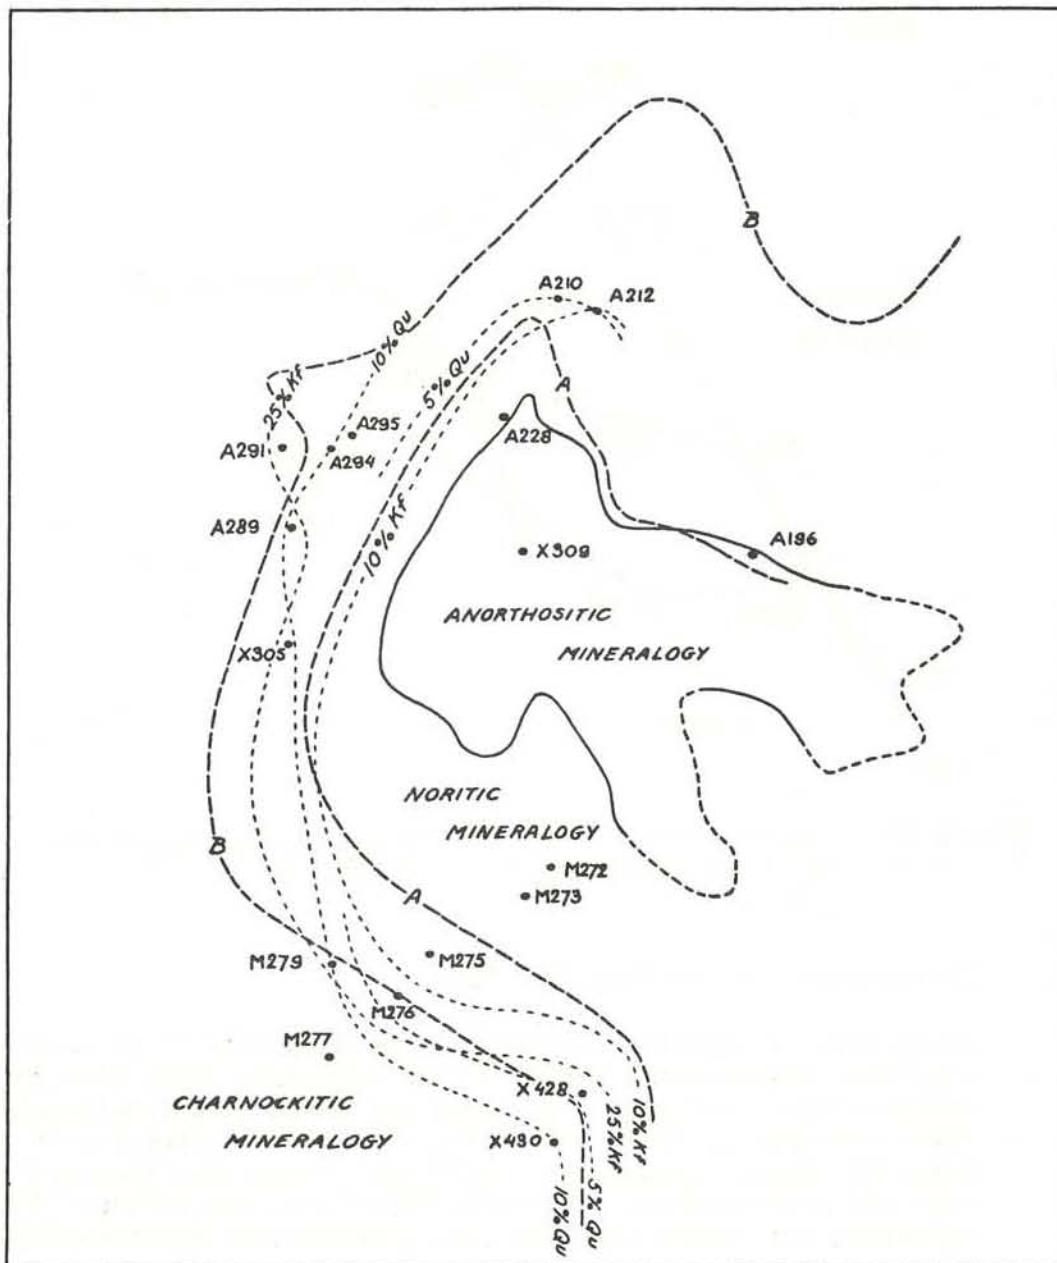 B
A210
A212
10% Qu
5% Qu
A
25% Kf
A295
A291
A294
A228
A289
10% Kf
X309
A196
ANORTHOSITIC
MINERALOGY
X305
NORITIC
MINERALOGY
B
M272
M273
A
M275
M279
M276
M277
X428
CHARNOCKITIC
MINERALOGY
X430
10% Kf
25% Kf
5% Qu
10% Qu